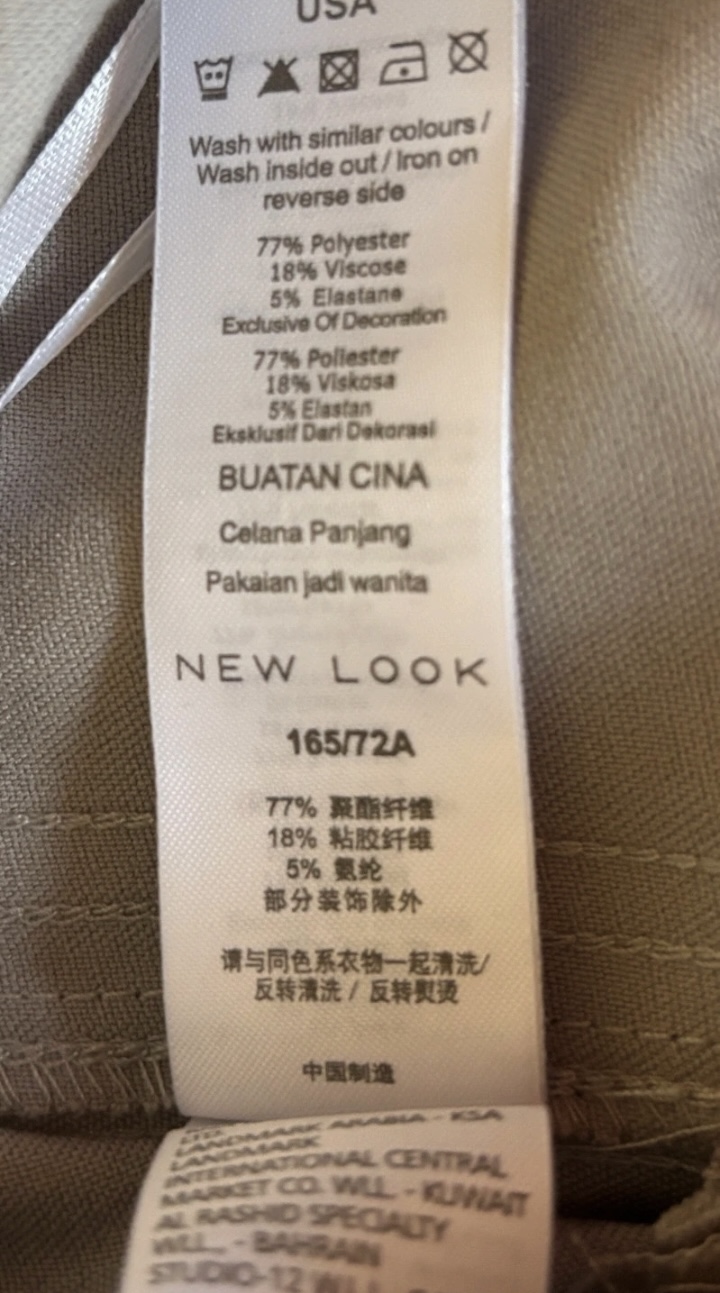 USA
Wash with similar colours /
Wash inside out / Iron on
reverse side
77% Polyester
18% Viscose
5% Elastane
Exclusive Of Decoration
77% Poliester
18% Viskosa
5% Elastan
Eksklusif Dari Dekorasi
BUATAN CINA
Celana Panjang
Pakaian jadi wanita
NEW LOOK
165/72A
77% 聚酯纤维
18% 粘胶纤维
5% 氨纶
部分装饰除外
请与同色系衣物一起清洗/
反转清洗 / 反转熨烫
中国制造
LANDMARK ARABIA - KSA
LANDMARK
INTERNATIONAL CENTRAL
MARKET CO. WLL - KUWAIT
AL RASHID SPECIALTY
WLL. - BAHRAIN
STUDIO-12 W.L.L.